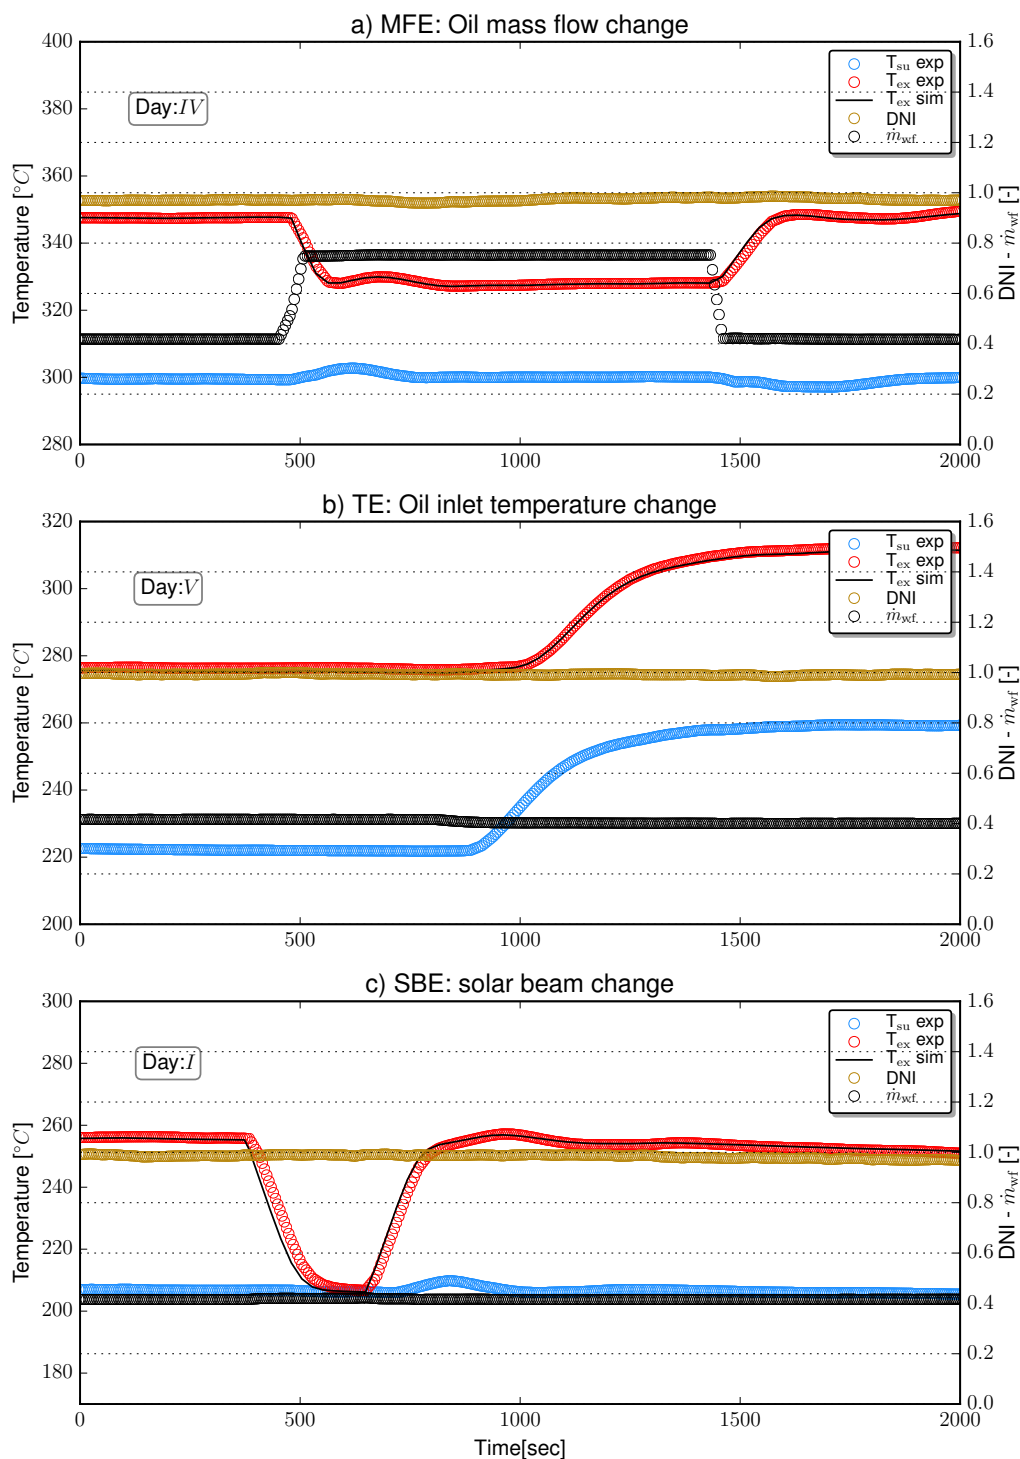 a) MFE: Oil mass flow change
400
380
360
340
320
300
280
Temperature [°C]
Day:IV
T_su exp
T_ex exp
T_ex sim
DNI
ṁ_wf
1.6
1.4
1.2
1.0
0.8
0.6
0.4
0.2
0.0
DNI - ṁ_wf [-]
0 500 1000 1500 2000
b) TE: Oil inlet temperature change
320
300
280
260
240
220
200
Temperature [°C]
Day:V
T_su exp
T_ex exp
T_ex sim
DNI
ṁ_wf
1.6
1.4
1.2
1.0
0.8
0.6
0.4
0.2
0.0
DNI - ṁ_wf [-]
0 500 1000 1500 2000
c) SBE: solar beam change
300
280
260
240
220
200
180
Temperature [°C]
Day:I
T_su exp
T_ex exp
T_ex sim
DNI
ṁ_wf
1.6
1.4
1.2
1.0
0.8
0.6
0.4
0.2
0.0
DNI - ṁ_wf [-]
0 500 1000 1500 2000
Time[sec]